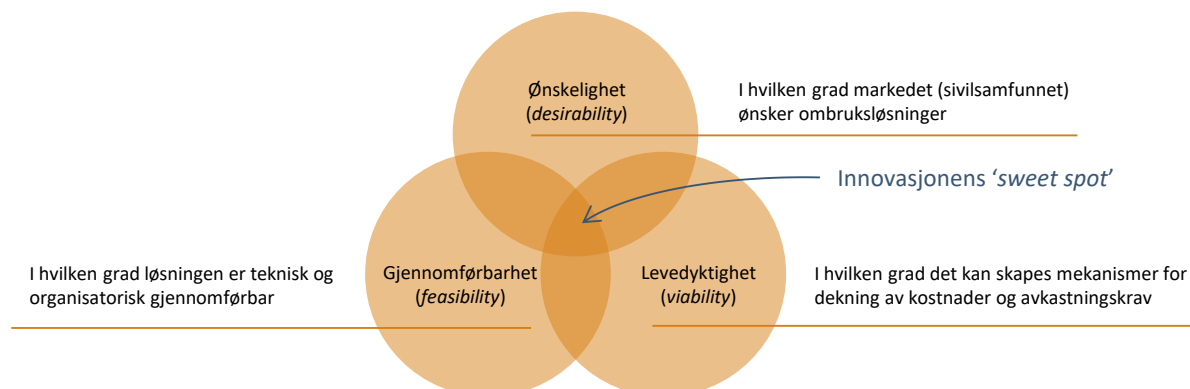 Ønskelighet
(desirability)
I hvilken grad markedet (sivilsamfunnet)
ønsker ombruksløsninger
Innovasjonens ‘sweet spot’
I hvilken grad løsningen er teknisk og
organisatorisk gjennomførbar
Gjennomførbarhet
(feasibility)
Levedyktighet
(viability)
I hvilken grad det kan skapes mekanismer for
dekning av kostnader og avkastningskrav